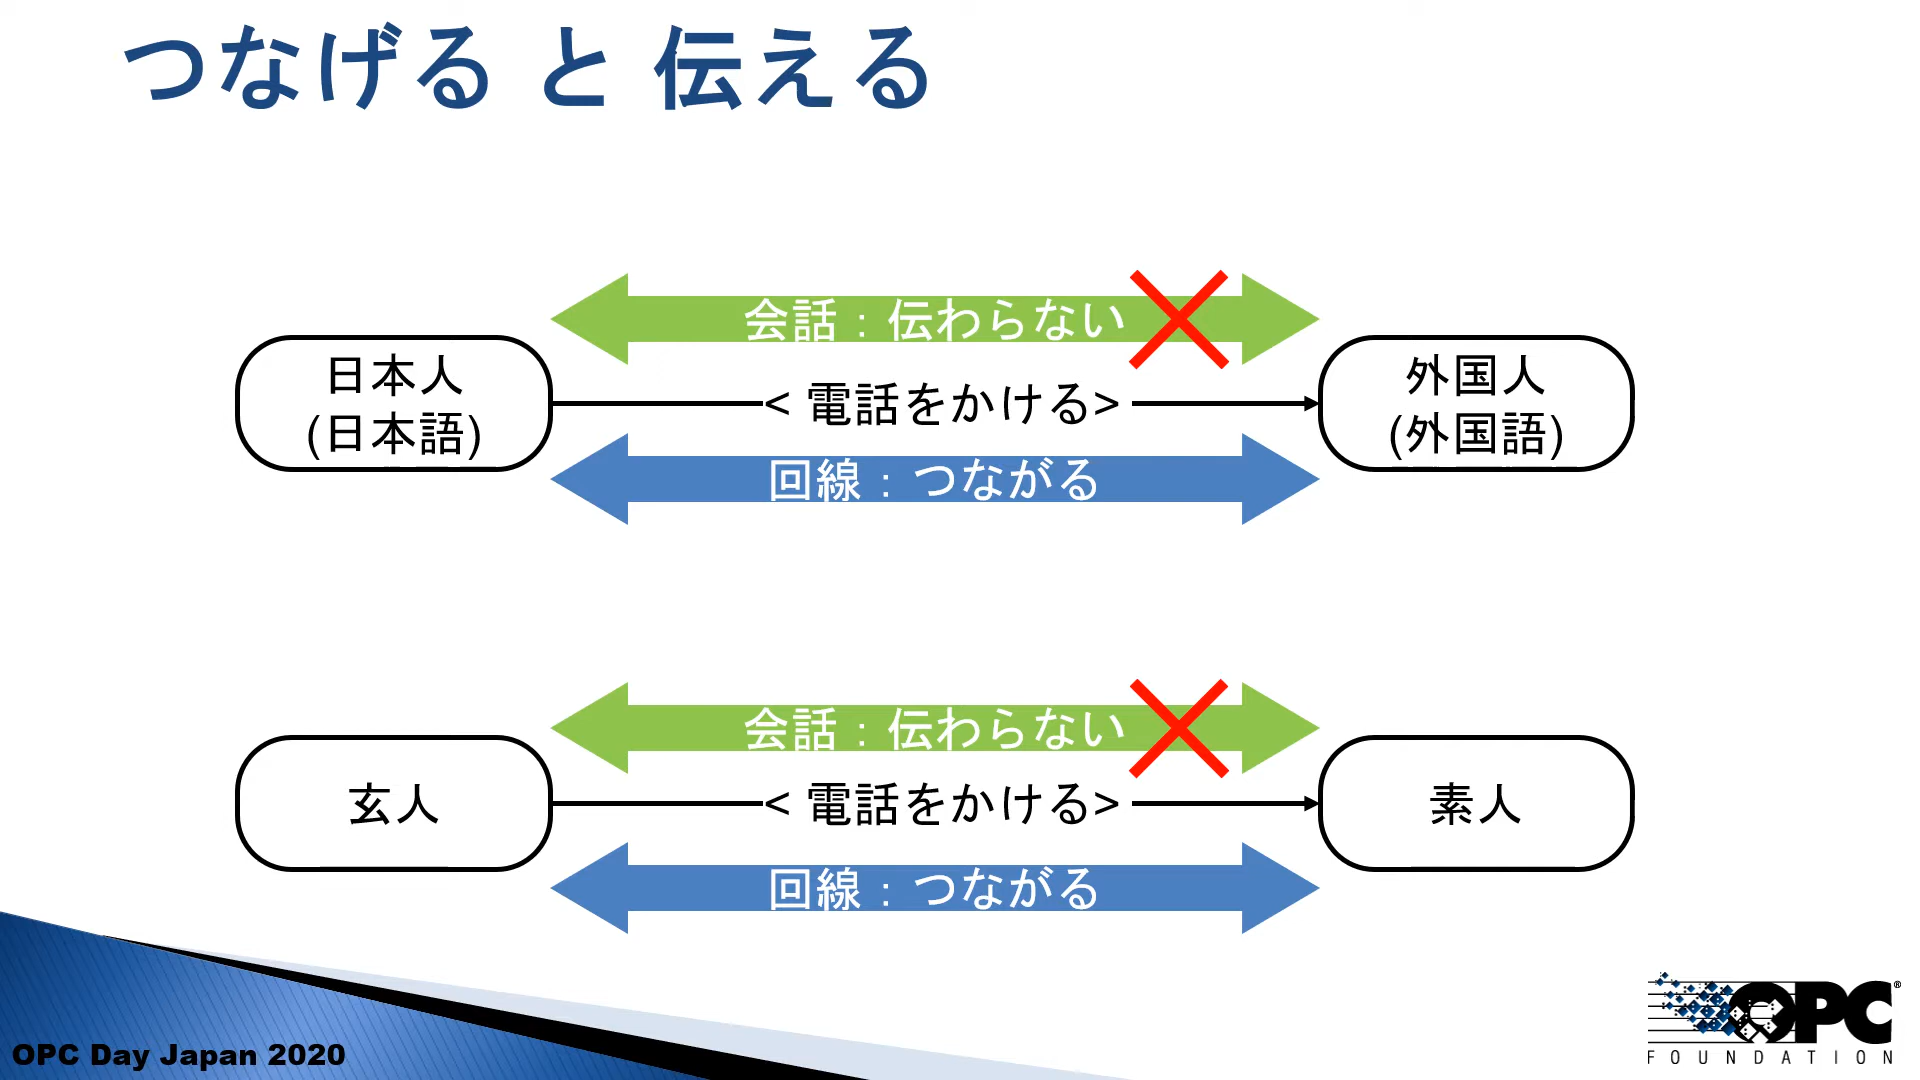 つなげる と 伝える
会話：伝わらない
日本人
(日本語)
< 電話をかける>
外国人
(外国語)
回線：つながる
会話：伝わらない
玄人
< 電話をかける>
素人
回線：つながる
OPC Day Japan 2020
OPC®
FOUNDATION